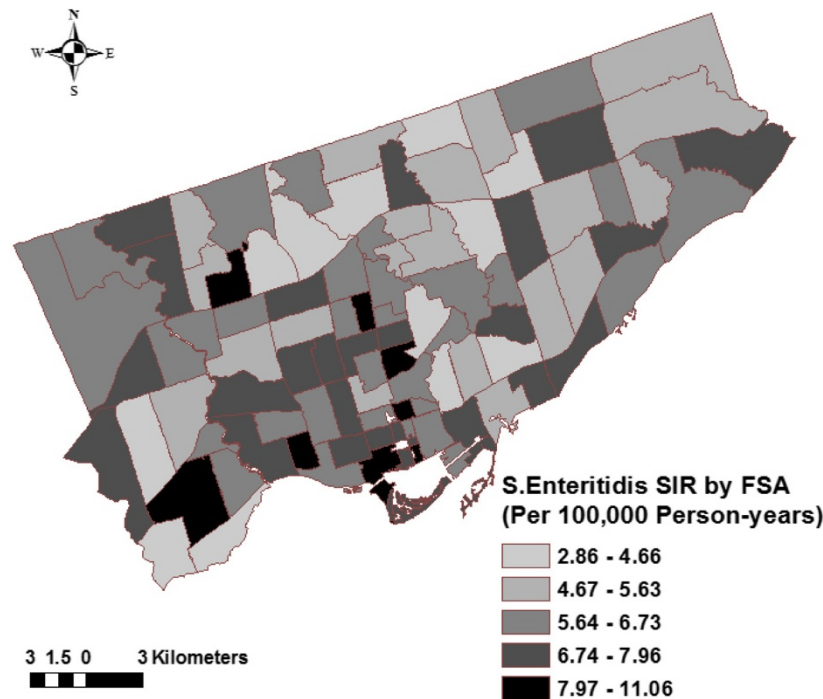 N
W E
S
S.Enteritidis SIR by FSA
(Per 100,000 Person-years)
2.86 - 4.66
4.67 - 5.63
5.64 - 6.73
6.74 - 7.96
7.97 - 11.06
3 1.5 0 3 Kilometers